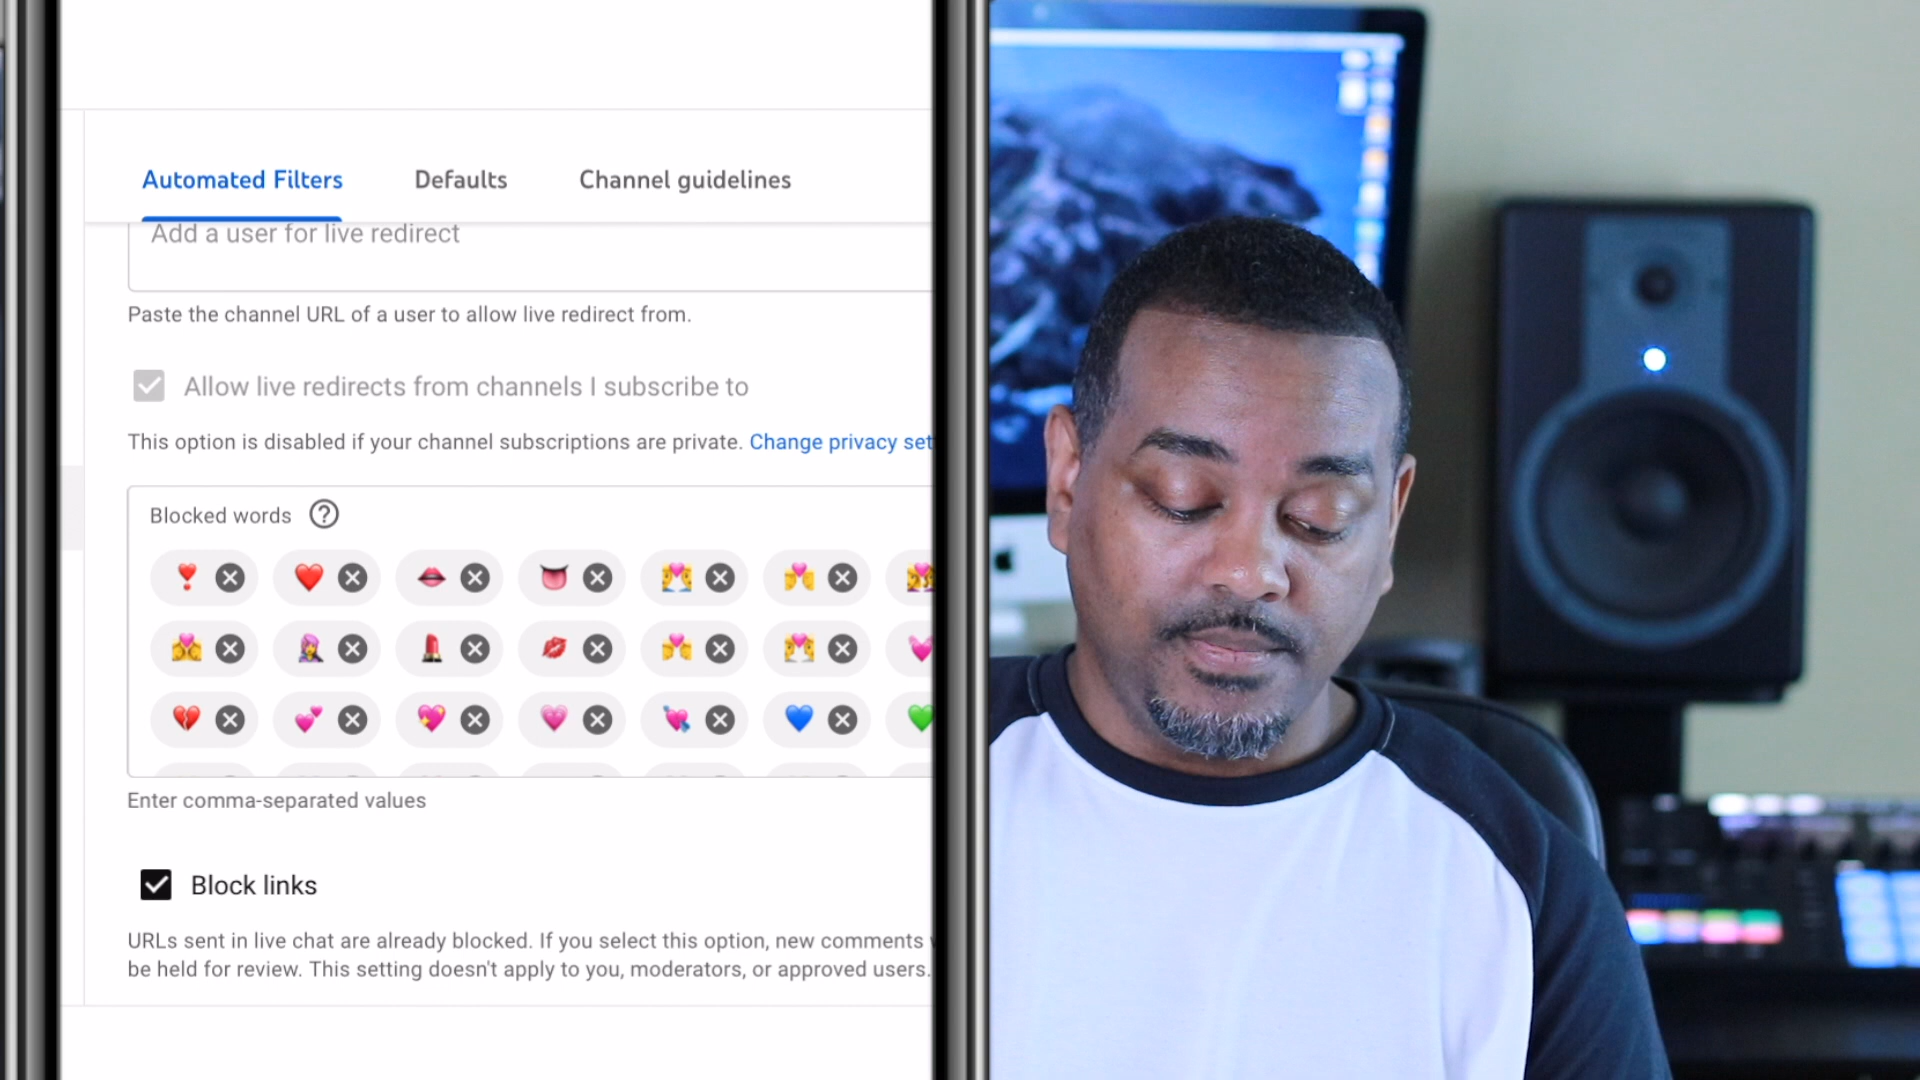 Automated Filters Defaults Channel guidelines
Add a user for live redirect
Paste the channel URL of a user to allow live redirect from.
Allow live redirects from channels I subscribe to
This option is disabled if your channel subscriptions are private. Change privacy set
Blocked words
Enter comma-separated values
Block links
URLs sent in live chat are already blocked. If you select this option, new comments
be held for review. This setting doesn't apply to you, moderators, or approved users.